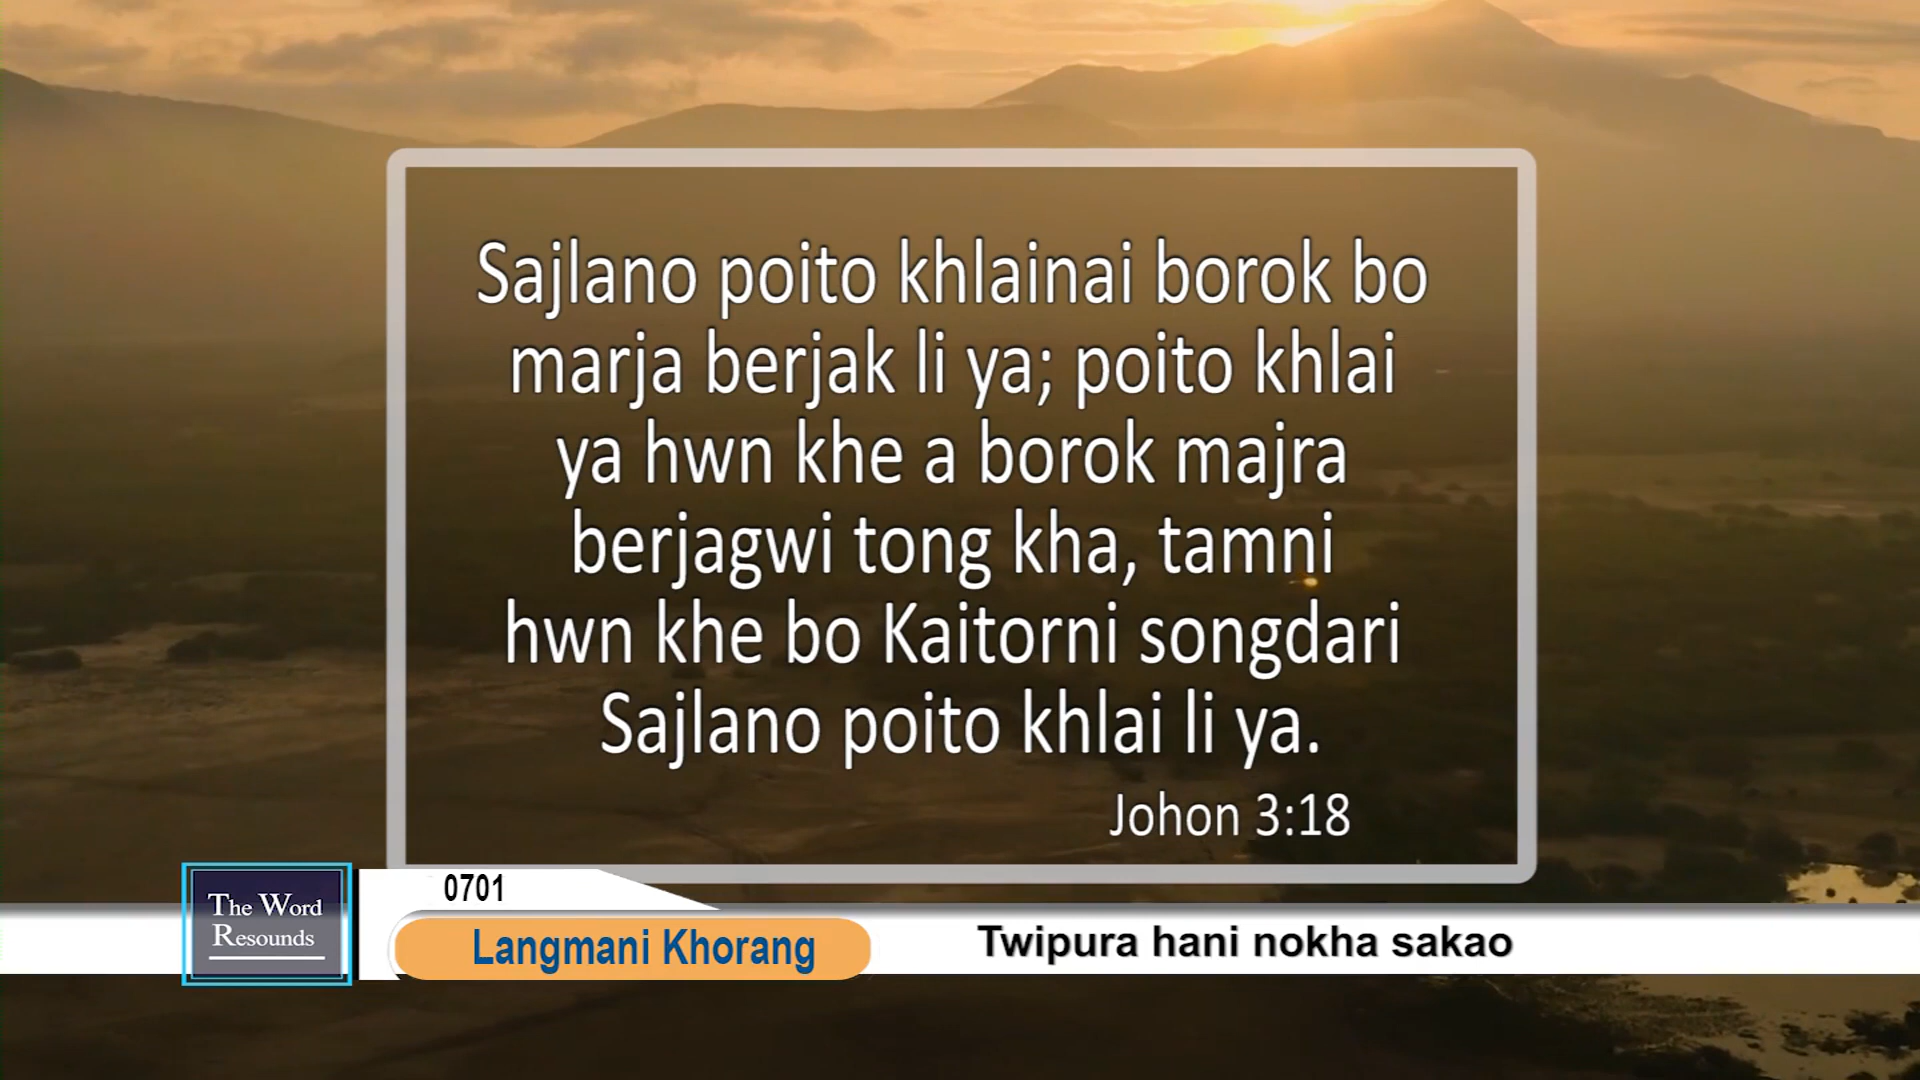 Sajlano poito khlainai borok bo
marja berjak li ya; poito khlai
ya hwn khe a borok majra
berjagwi tong kha, tamni
hwn khe bo Kaitorni songdari
Sajlano poito khlai li ya.
Johon 3:18
0701
The Word
Resounds
Langmani Khorang
Twipura hani nokha sakao